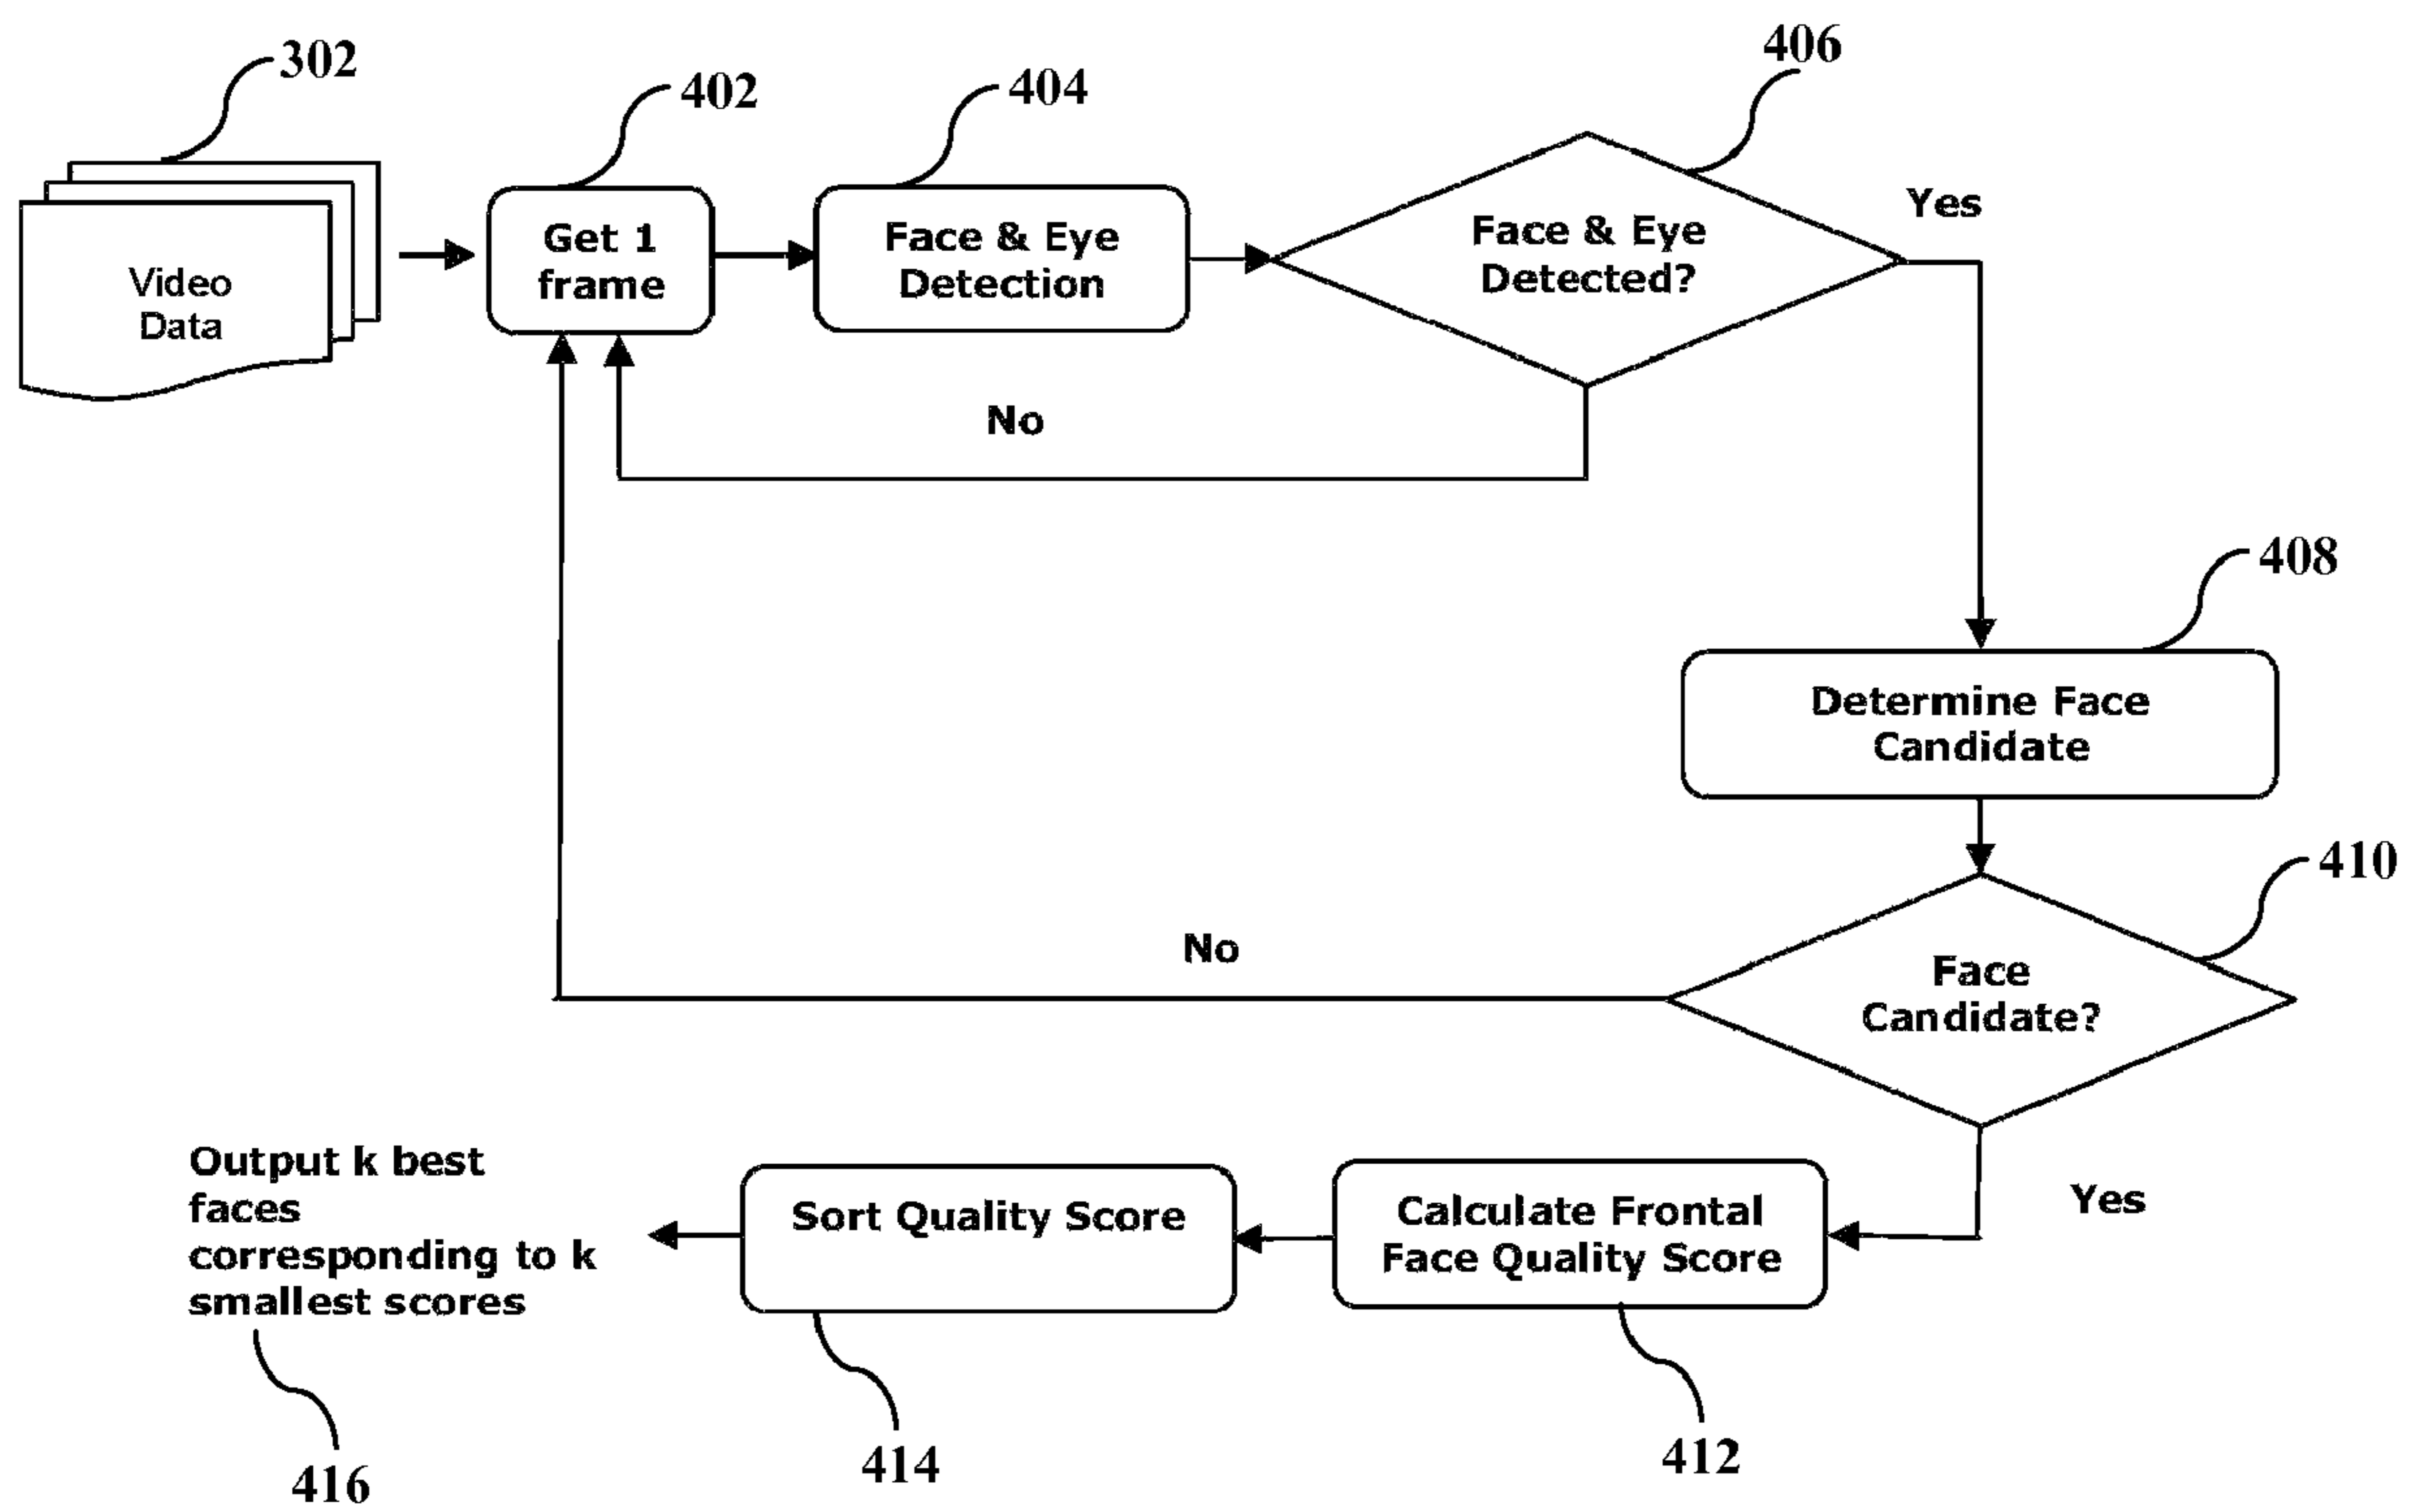 302
402
404
406
Video
Data
Get 1
frame
Face & Eye
Detection
Face & Eye
Detected?
Yes
No
408
Determine Face
Candidate
410
Face
Candidate?
No
Yes
Calculate Frontal
Face Quality Score
412
Sort Quality Score
414
Output k best
faces
corresponding to k
smallest scores
416